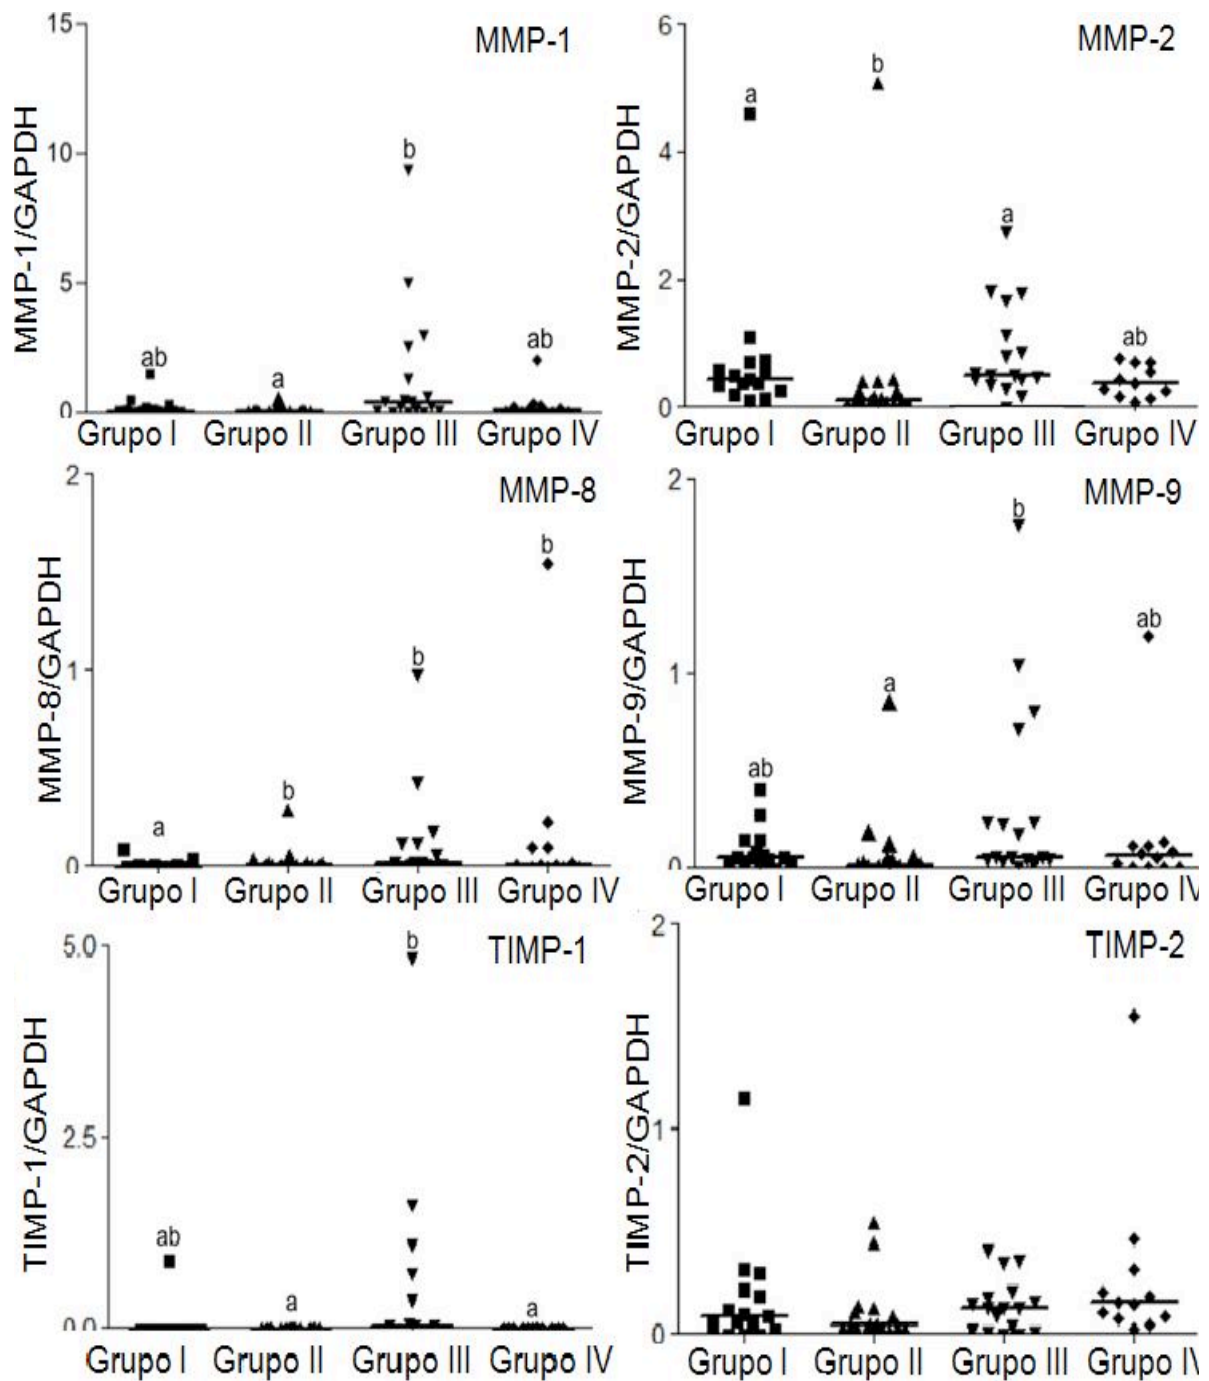 MMP-1
MMP-1/GAPDH
15
10
5
0
ab
a
b
ab
Grupo I
Grupo II
Grupo III
Grupo IV
MMP-2
MMP-2/GAPDH
6
4
2
0
a
b
a
ab
Grupo I
Grupo II
Grupo III
Grupo IV
MMP-8
MMP-8/GAPDH
2
1
0
a
b
b
b
Grupo I
Grupo II
Grupo III
Grupo IV
MMP-9
MMP-9/GAPDH
2
1
0
ab
a
b
ab
Grupo I
Grupo II
Grupo III
Grupo IV
TIMP-1
TIMP-1/GAPDH
5.0
2.5
0.0
ab
a
b
a
Grupo I
Grupo II
Grupo III
Grupo IV
TIMP-2
TIMP-2/GAPDH
2
1
0
Grupo I
Grupo II
Grupo III
Grupo IV